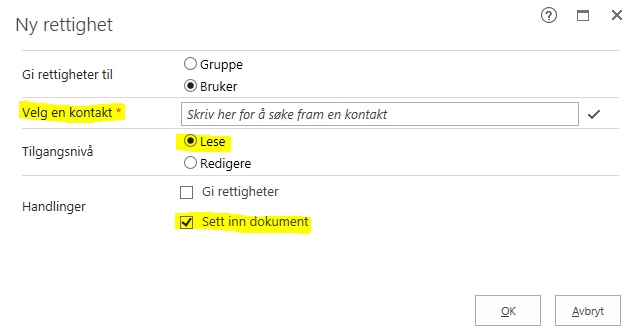 Ny rettighet
Gi rettigheter til
Gruppe
Bruker
Velg en kontakt *
Skriv her for å søke fram en kontakt
Tilgangsnivå
Lese
Redigere
Handlinger
Gi rettigheter
Sett inn dokument
OK
Avbryt